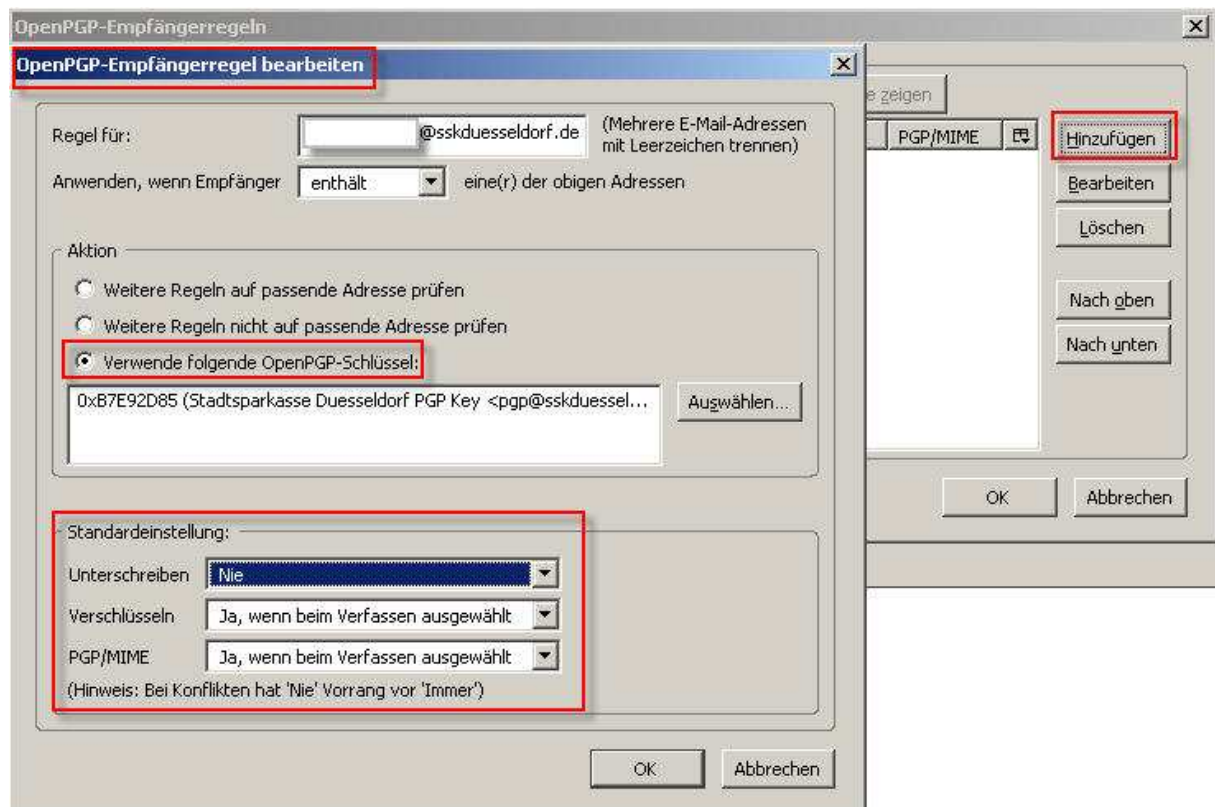 OpenPGP-Empfängerregeln
OpenPGP-Empfängerregel bearbeiten
Regel für:
@sskduesseldorf.de
(Mehrere E-Mail-Adressen
mit Leerzeichen trennen)
Anwenden, wenn Empfänger
enthält
eine(r) der obigen Adressen
Aktion
Weitere Regeln auf passende Adresse prüfen
Weitere Regeln nicht auf passende Adresse prüfen
Verwende folgende OpenPGP-Schlüssel:
0xB7E92D85 (Stadtsparkasse Duesseldorf PGP Key <pgp@sskduessel...
Auswählen...
Standardeinstellung:
Unterschreiben
Nie
Verschlüsseln
Ja, wenn beim Verfassen ausgewählt
PGP/MIME
Ja, wenn beim Verfassen ausgewählt
(Hinweis: Bei Konflikten hat 'Nie' Vorrang vor 'Immer')
OK
Abbrechen
e zeigen
PGP/MIME
Hinzufügen
Bearbeiten
Löschen
Nach oben
Nach unten
OK
Abbrechen